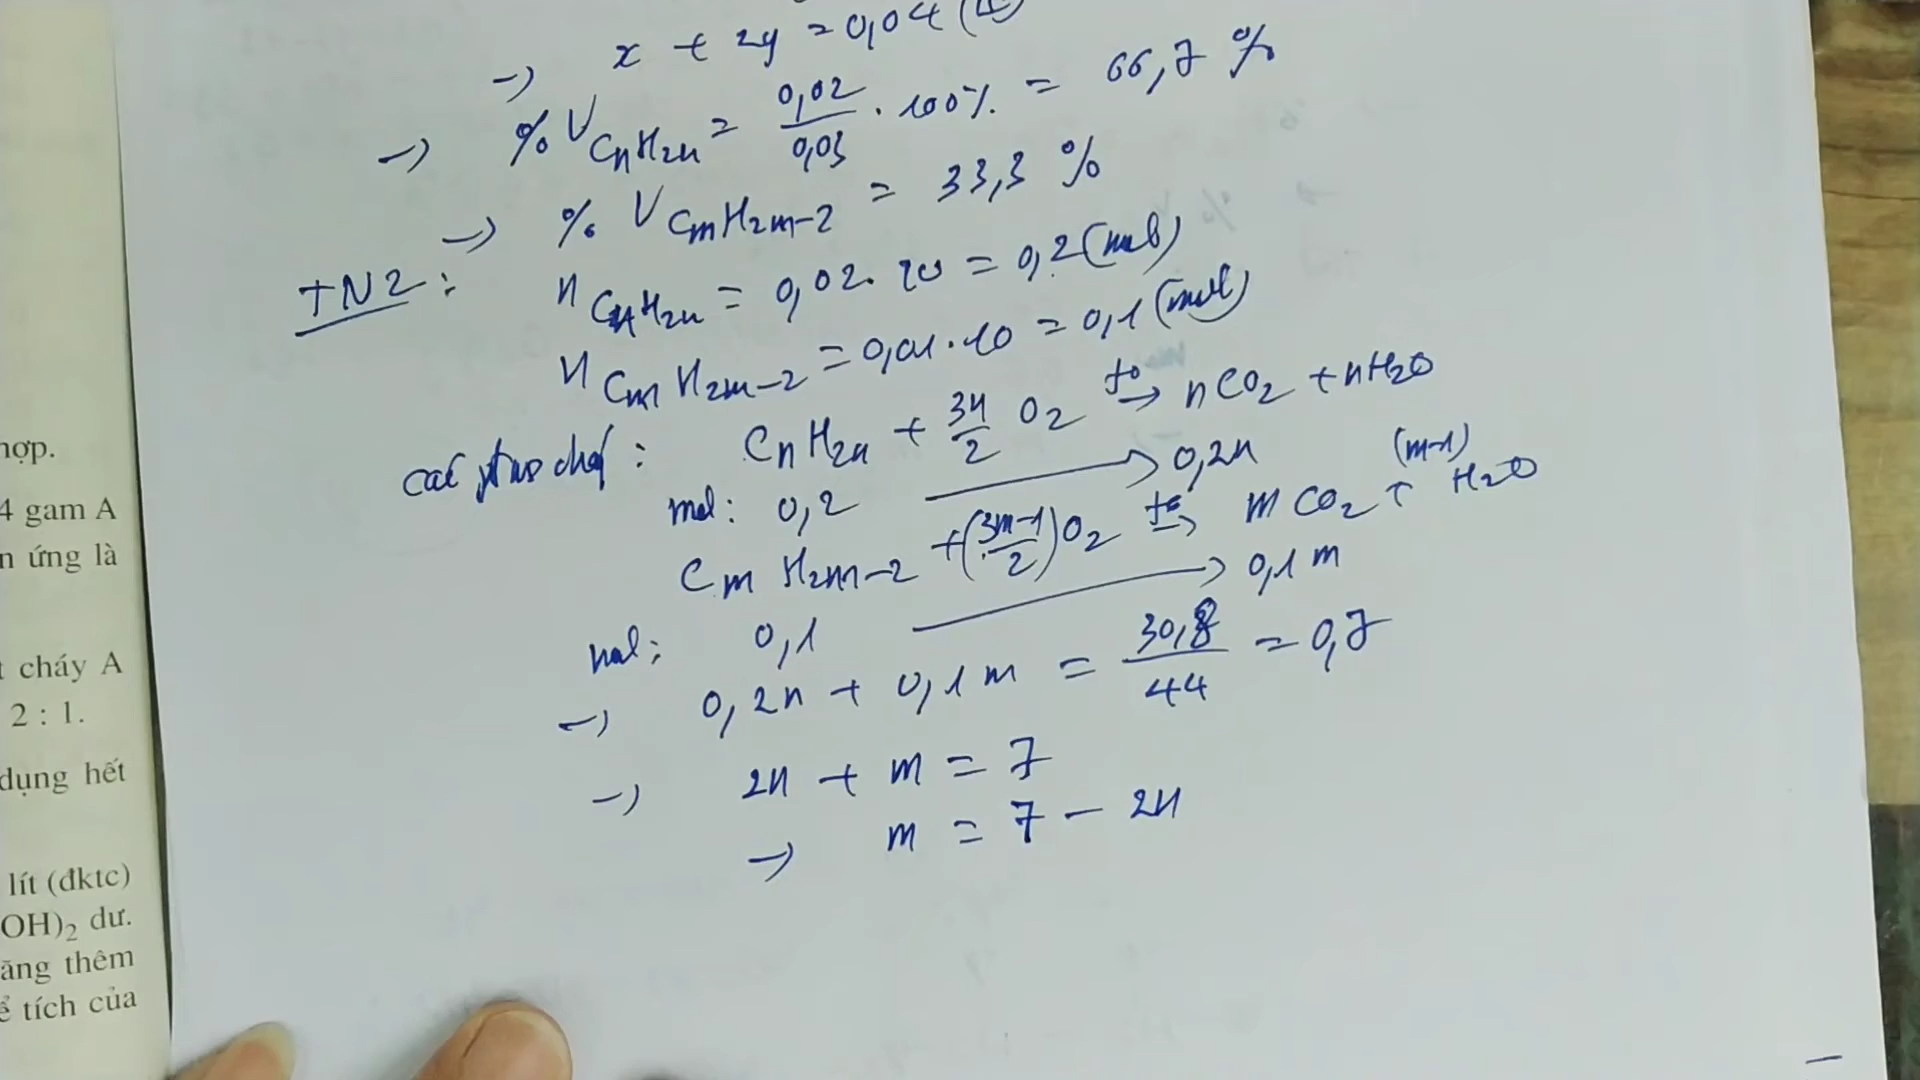 → x + 2y = 0,04 (II)
→ % V CnH2n = 0,02/0,03 . 100% = 66,7 %
→ % V CmH2m-2 = 33,3 %
TN2: n CnH2n = 0,02. 10 = 0,2 (mol)
n CmH2m-2 = 0,01.10 = 0,1 (mol)
: CnH2n + 3n/2 O2 t° → nCO2 + nH2O
mol: 0,2 → 0,2n
CmH2m-2 + (3m-1/2) O2 t° → mCO2 + (m-1) H2O
mol: 0,1 → 0,1m
→ 0,2n + 0,1m = 30,8/44 = 0,7
→ 2n + m = 7
→ m = 7 - 2n
hợp.
4 gam A
n ứng là
t cháy A
2 : 1.
dụng hết
lít (đktc)
OH)2 dư.
ăng thêm
ể tích của